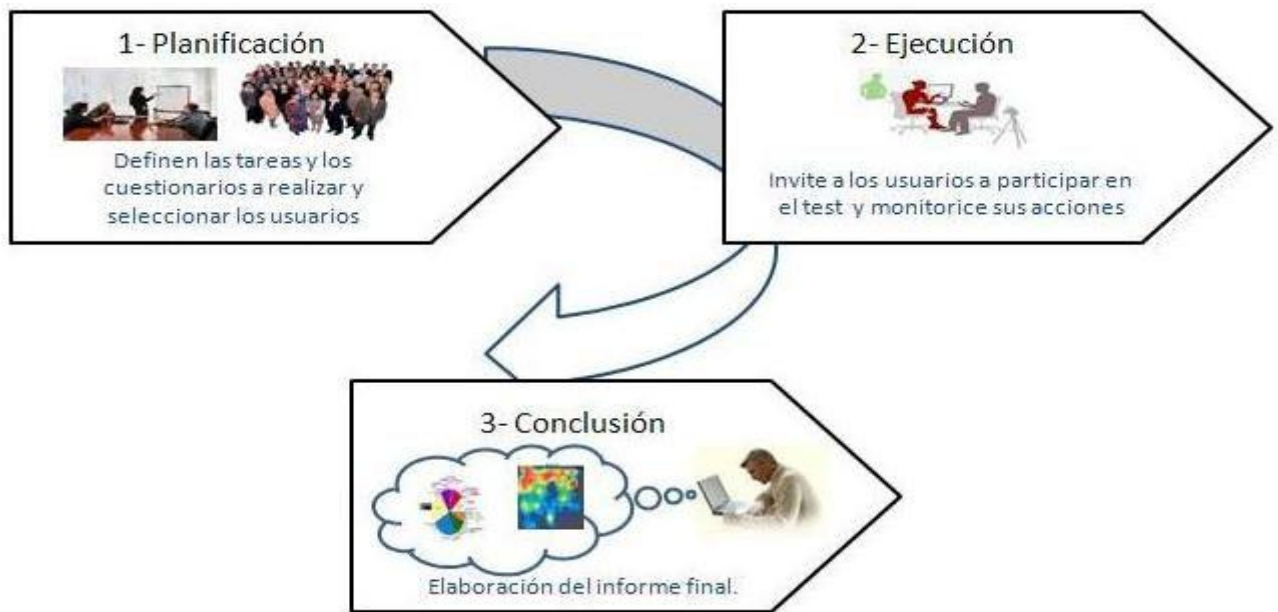 1- Planificación
Definen las tareas y los
cuestionarios a realizar y
seleccionar los usuarios
2- Ejecución
Invite a los usuarios a participar en
el test y monitorice sus acciones
3- Conclusión
Elaboración del informe final.